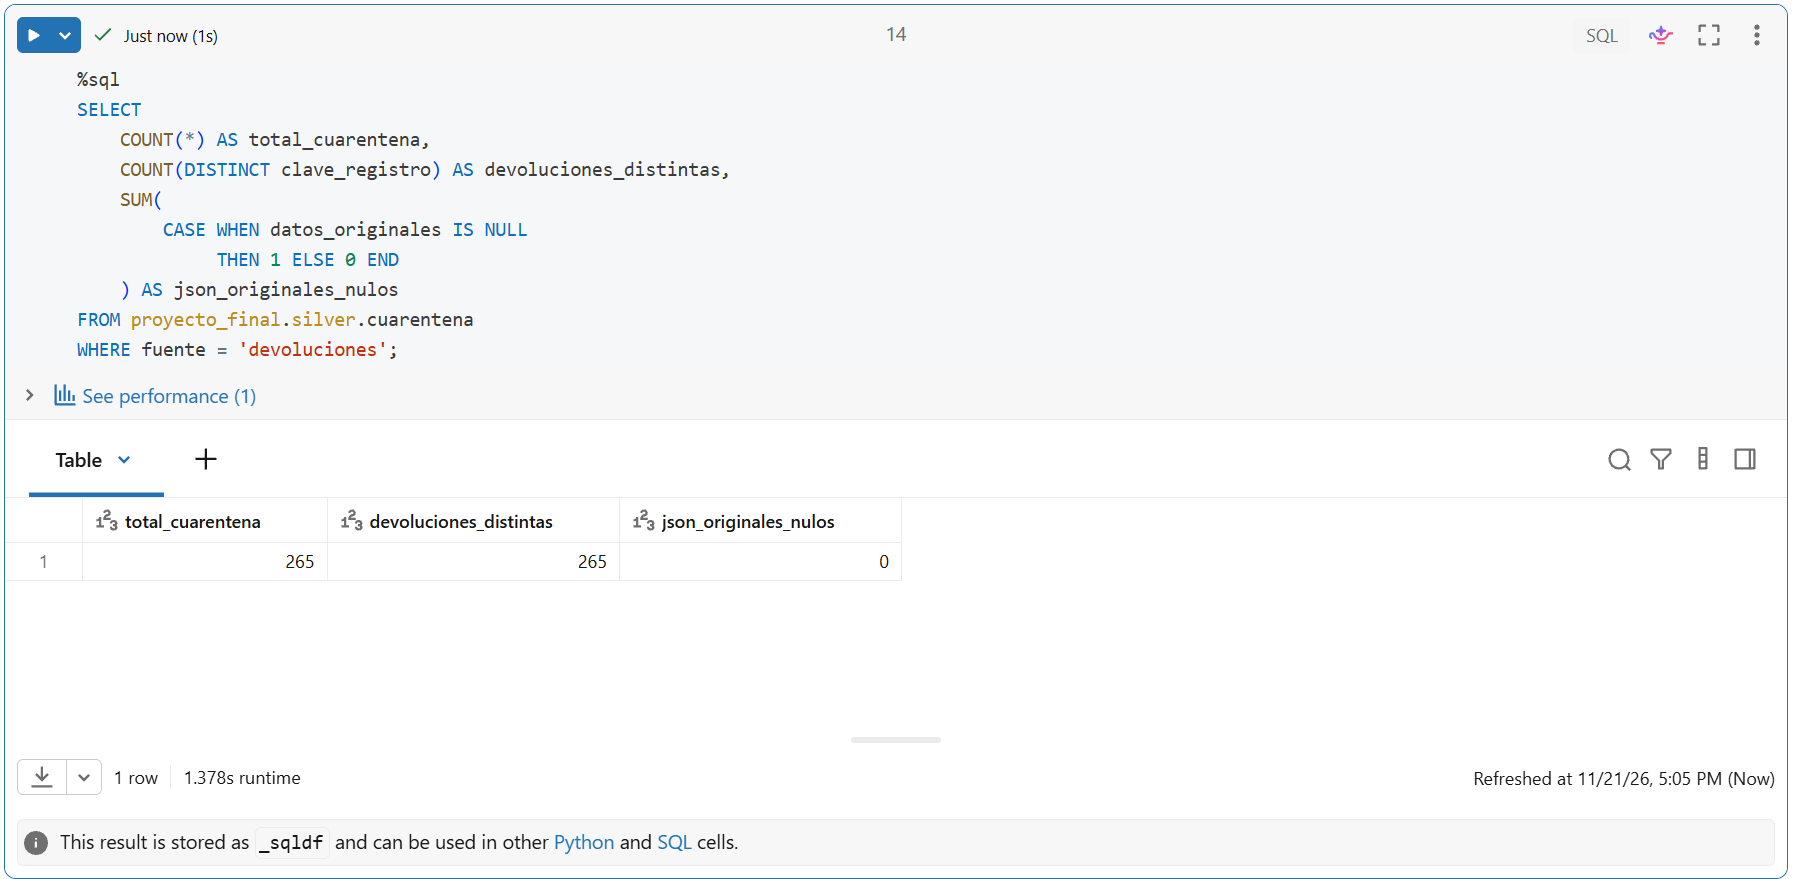 Just now (1s)
14
SQL
%sql
SELECT
COUNT(*) AS total_cuarentena,
COUNT(DISTINCT clave_registro) AS devoluciones_distintas,
SUM(
CASE WHEN datos_originales IS NULL
THEN 1 ELSE 0 END
) AS json_originales_nulos
FROM proyecto_final.silver.cuarentena
WHERE fuente = 'devoluciones';
See performance (1)
Table
total_cuarentena devoluciones_distintas json_originales_nulos
1 265 265 0
1 row 1.378s runtime
Refreshed at 11/21/26, 5:05 PM (Now)
This result is stored as _sqldf and can be used in other Python and SQL cells.